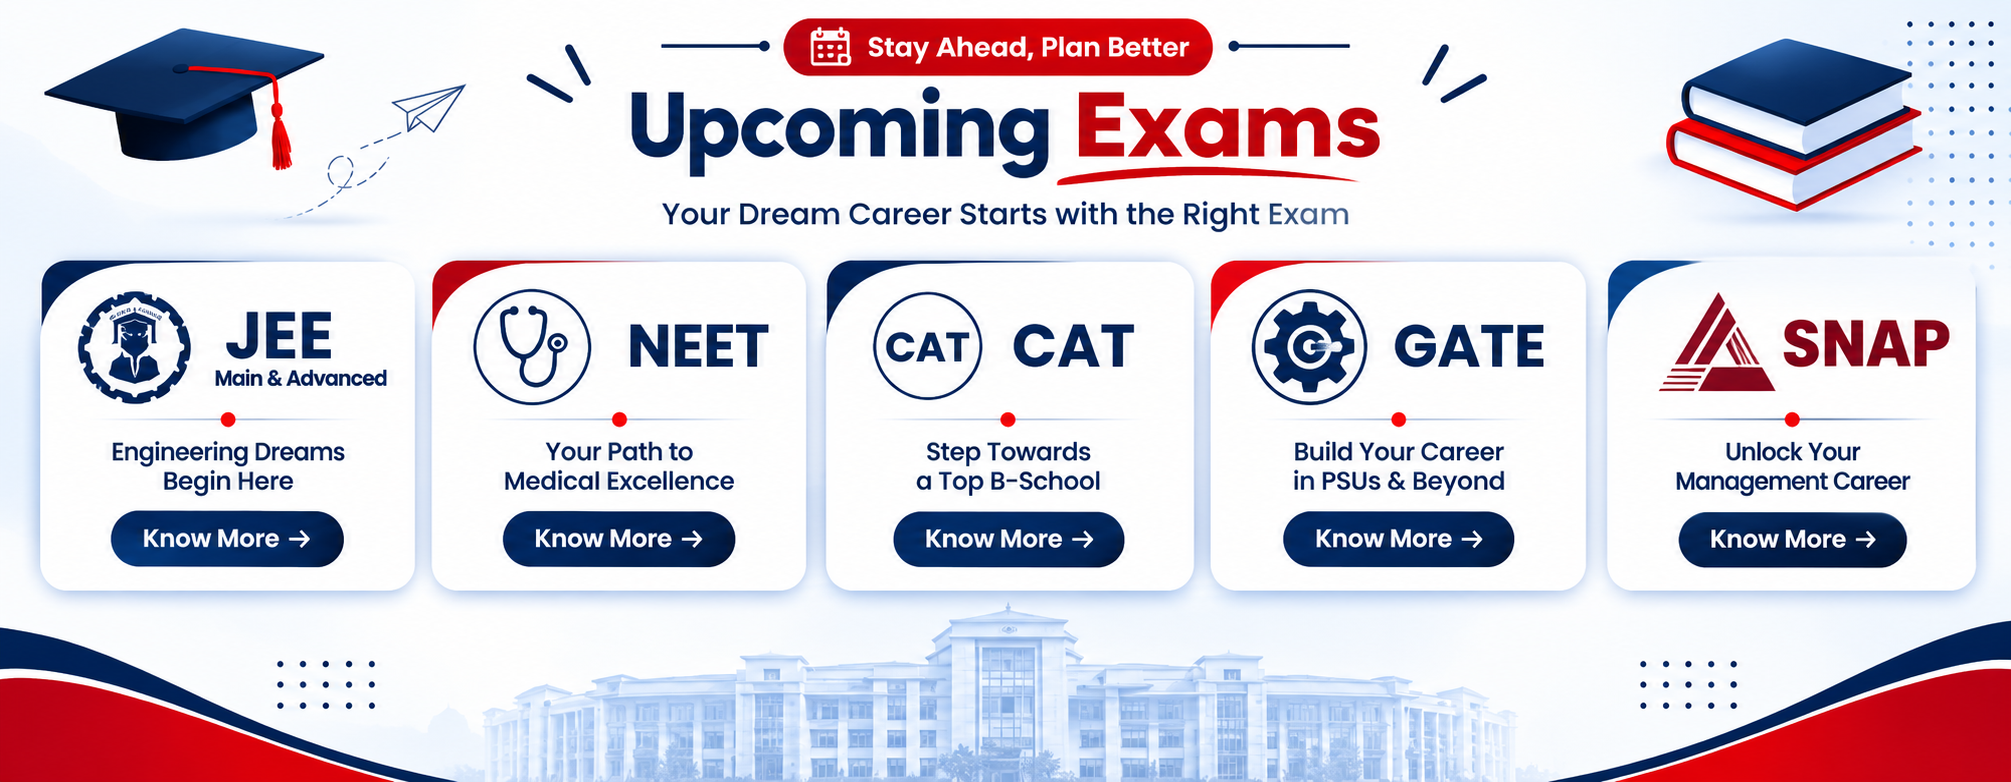 Stay Ahead, Plan Better
Upcoming Exams
Your Dream Career Starts with the Right Exam
JEE
Main & Advanced
Engineering Dreams
Begin Here
Know More →
NEET
Your Path to
Medical Excellence
Know More →
CAT
CAT
Step Towards
a Top B-School
Know More →
GATE
Build Your Career
in PSUs & Beyond
Know More →
SNAP
Unlock Your
Management Career
Know More →